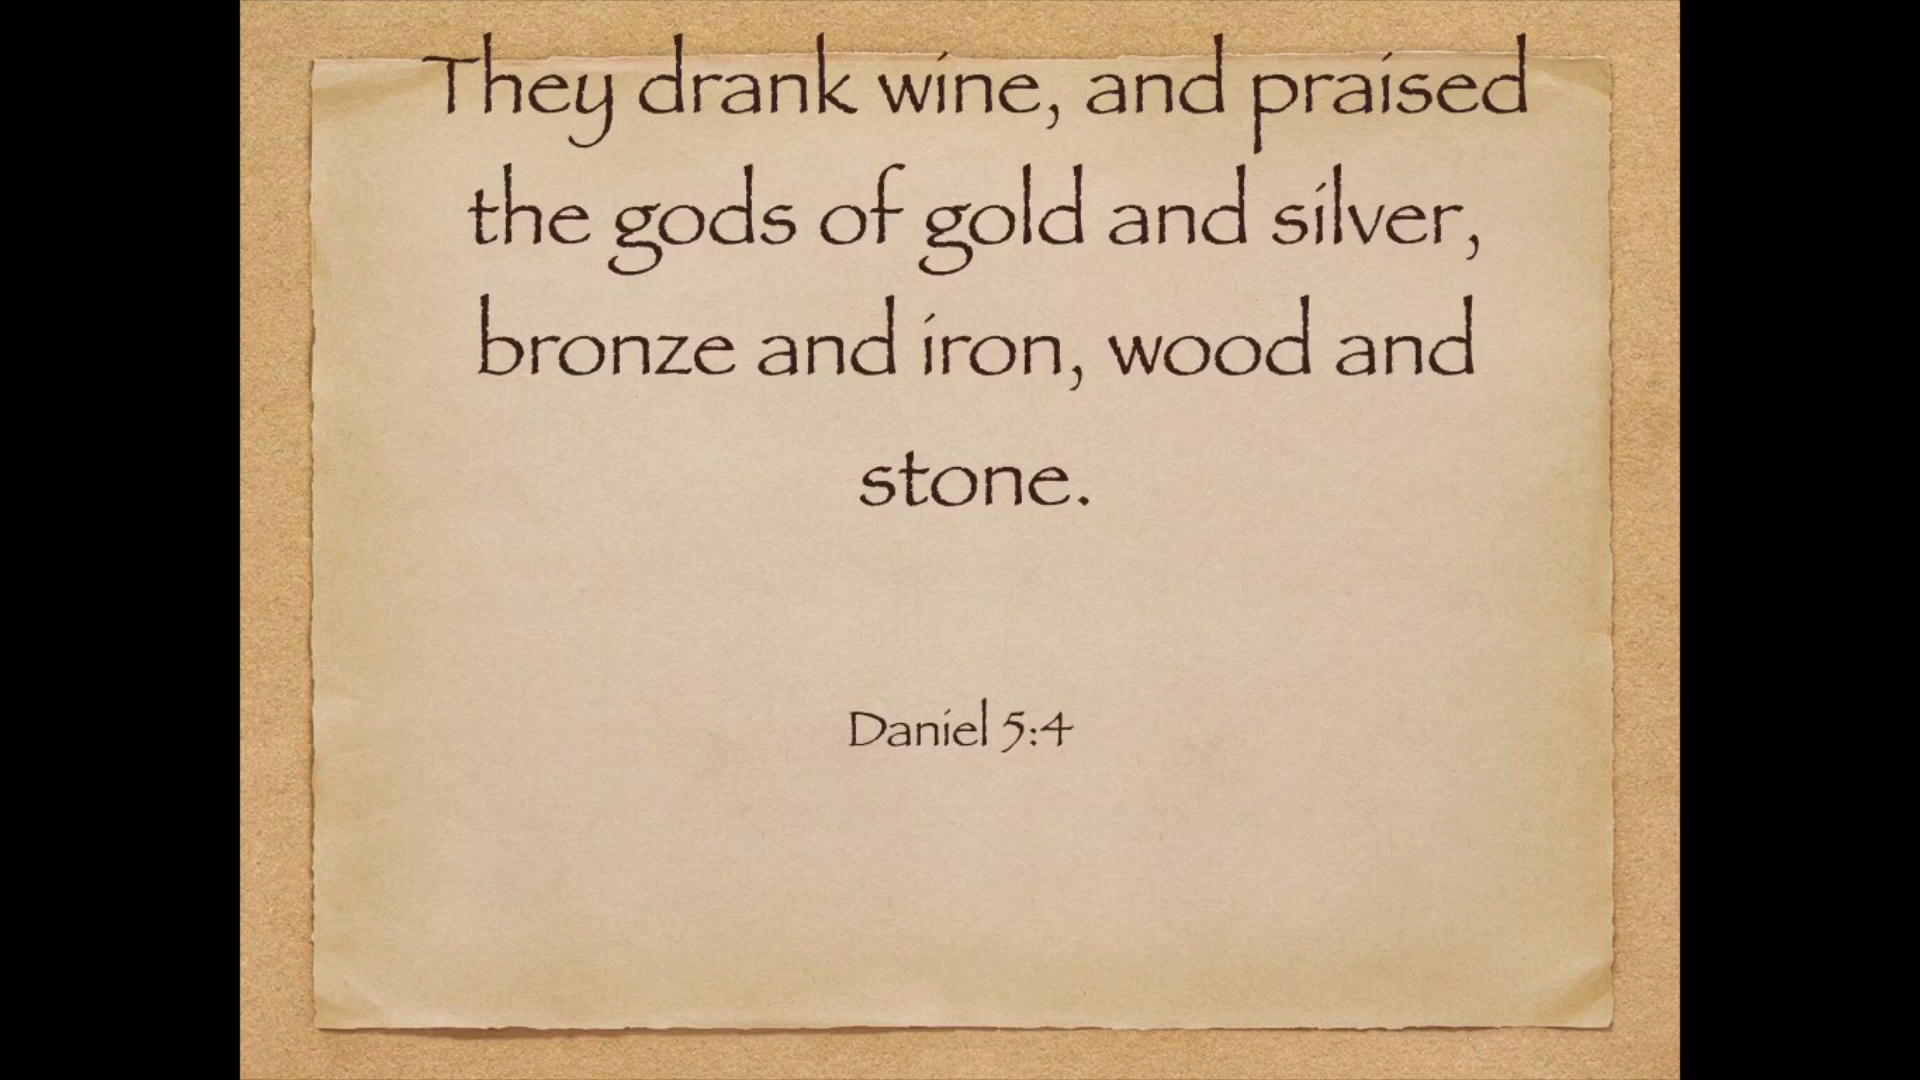 They drank wine, and praised
the gods of gold and silver,
bronze and iron, wood and
stone.
Daniel 5:4